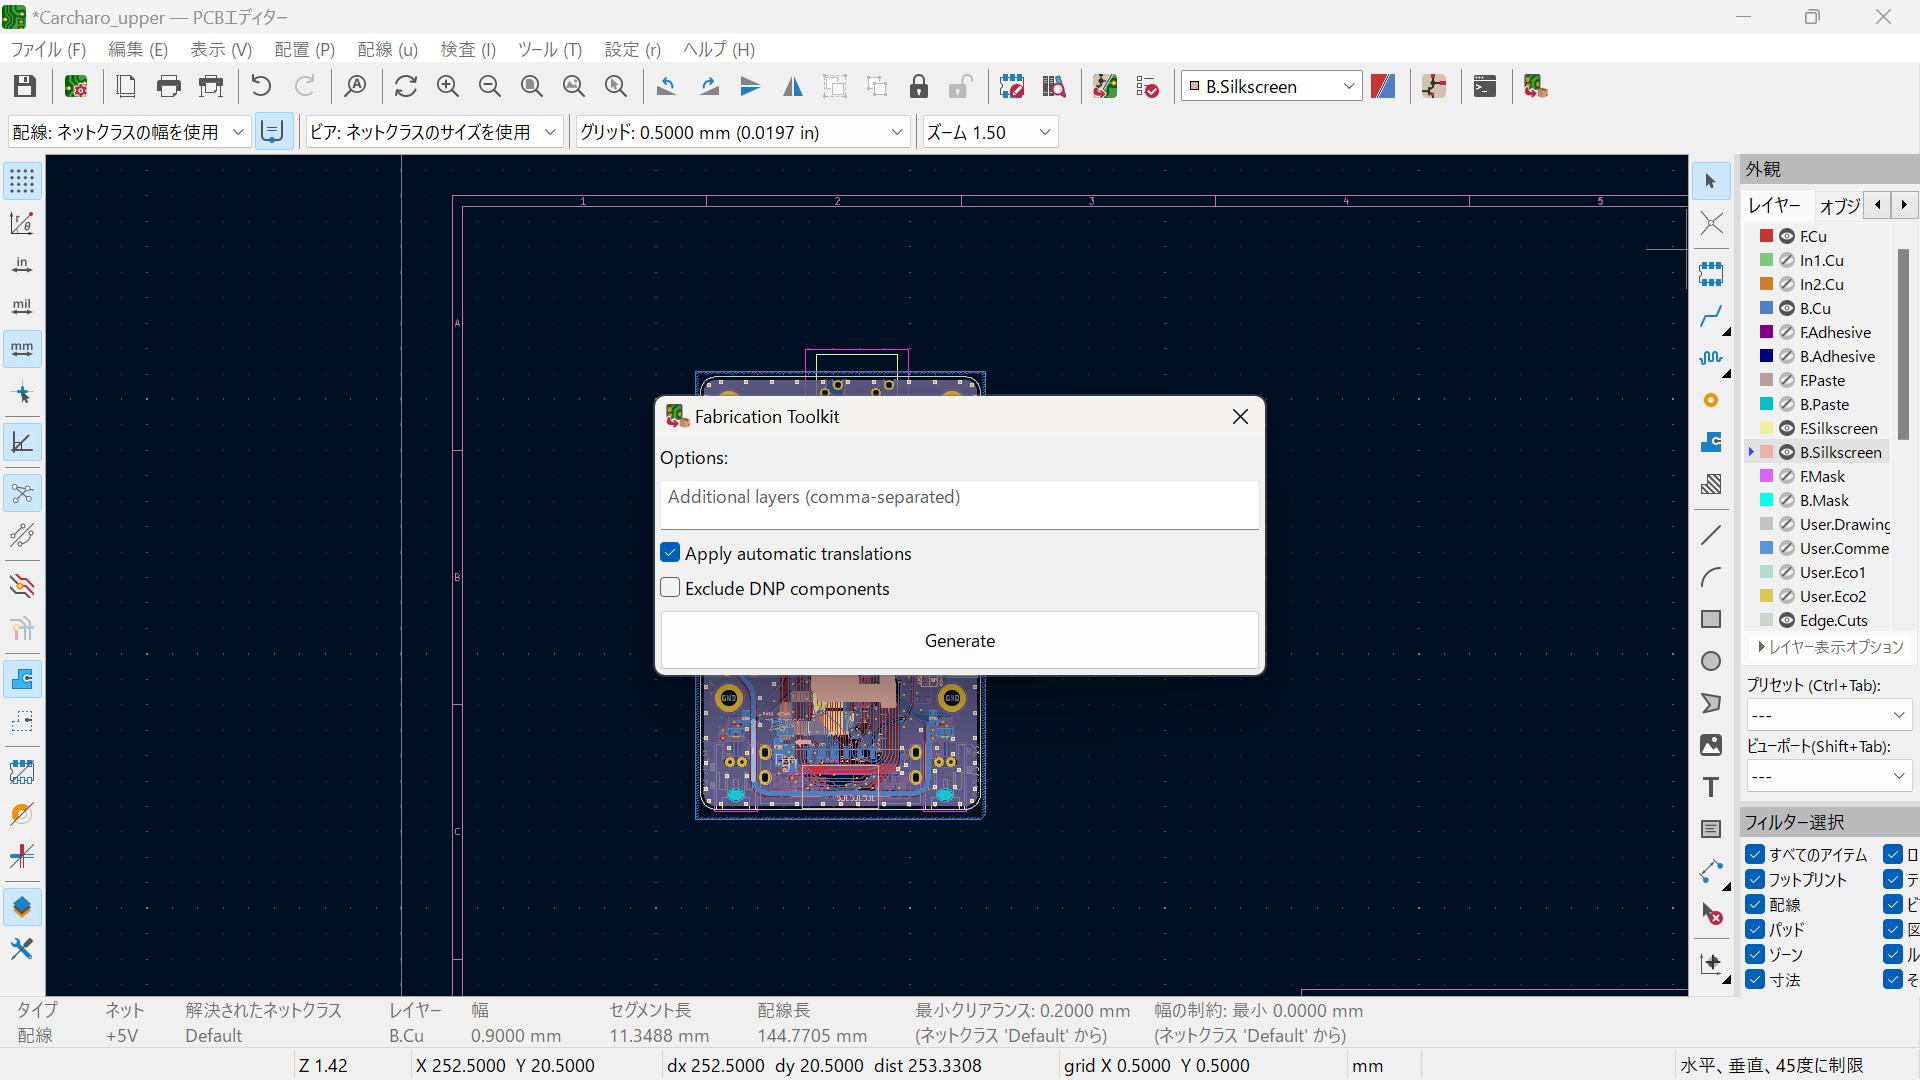 *Carcharo_upper — PCBエディター
ファイル (F) 編集 (E) 表示 (V) 配置 (P) 配線 (u) 検査 (I) ツール (T) 設定 (r) ヘルプ (H)
B.Silkscreen
配線: ネットクラスの幅を使用 ビア: ネットクラスのサイズを使用 グリッド: 0.5000 mm (0.0197 in) ズーム 1.50
in
mil
mm
1 2 3 4 5
A
B
C
GND GND
Fabrication Toolkit
Options:
Additional layers (comma-separated)
Apply automatic translations
Exclude DNP components
Generate
外観
レイヤー オブジ
F.Cu
In1.Cu
In2.Cu
B.Cu
F.Adhesive
B.Adhesive
F.Paste
B.Paste
F.Silkscreen
B.Silkscreen
F.Mask
B.Mask
User.Drawing
User.Comme
User.Eco1
User.Eco2
Edge.Cuts
レイヤー表示オプション
プリセット (Ctrl+Tab):
---
ビューポート(Shift+Tab):
---
フィルター選択
すべてのアイテム ロ
フットプリント テ
配線 ビ
パッド 図
ゾーン ル
寸法 そ
タイプ ネット 解決されたネットクラス レイヤー 幅 セグメント長 配線長 最小クリアランス: 0.2000 mm 幅の制約: 最小 0.0000 mm
配線 +5V Default B.Cu 0.9000 mm 11.3488 mm 144.7705 mm (ネットクラス 'Default' から) (ネットクラス 'Default' から)
Z 1.42 X 252.5000 Y 20.5000 dx 252.5000 dy 20.5000 dist 253.3308 grid X 0.5000 Y 0.5000 mm 水平、垂直、45度に制限